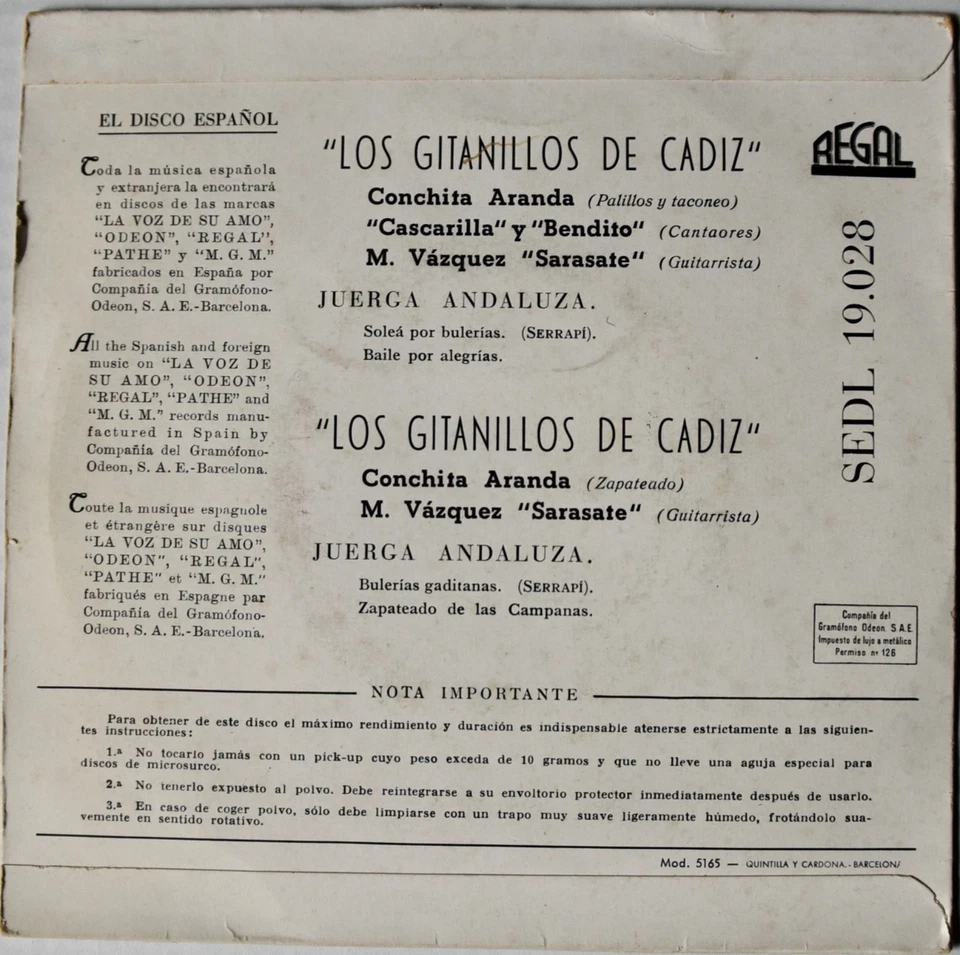 EL DISCO ESPAÑOL
Toda la música española
y extranjera la encontrará
en discos de las marcas
“LA VOZ DE SU AMO”,
“ODEON”, “REGAL”,
“PATHE” y “M. G. M.”
fabricados en España por
Compañía del Gramófono-
Odeon, S. A. E.-Barcelona.
All the Spanish and foreign
music on “LA VOZ DE
SU AMO”, “ODEON”,
“REGAL”, “PATHE” and
“M. G. M.” records manu-
factured in Spain by
Compañía del Gramófono-
Odeon, S. A. E.-Barcelona.
Toute la musique espagnole
et étrangère sur disques
“LA VOZ DE SU AMO”,
“ODEON”, “REGAL”,
“PATHE” et “M. G. M.”
fabriqués en Espagne par
Compañía del Gramófono-
Odeon, S. A. E.-Barcelona.
"LOS GITANILLOS DE CADIZ"
Conchita Aranda (Palillos y taconeo)
"Cascarilla" y "Bendito" (Cantaores)
M. Vázquez "Sarasate" (Guitarrista)
JUERGA ANDALUZA.
Soleá por bulerías. (SERRAPÍ).
Baile por alegrías.
"LOS GITANILLOS DE CADIZ"
Conchita Aranda (Zapateado)
M. Vázquez "Sarasate" (Guitarrista)
JUERGA ANDALUZA.
Bulerías gaditanas. (SERRAPÍ).
Zapateado de las Campanas.
REGAL
SEDL 19.028
Compañía del
Gramófono Odeon. S.A.E.
Impuesto de lujo a metálico
Permiso nº 126
NOTA IMPORTANTE
Para obtener de este disco el máximo rendimiento y duración es indispensable atenerse estrictamente a las siguien-
tes instrucciones:
1.ª No tocarlo jamás con un pick-up cuyo peso exceda de 10 gramos y que no lleve una aguja especial para
discos de microsurco.
2.ª No tenerlo expuesto al polvo. Debe reintegrarse a su envoltorio protector inmediatamente después de usarlo.
3.ª En caso de coger polvo, sólo debe limpiarse con un trapo muy suave ligeramente húmedo, frotándolo sua-
vemente en sentido rotativo.
Mod. 5165 — QUINTILLA Y CARDONA.-BARCELONA